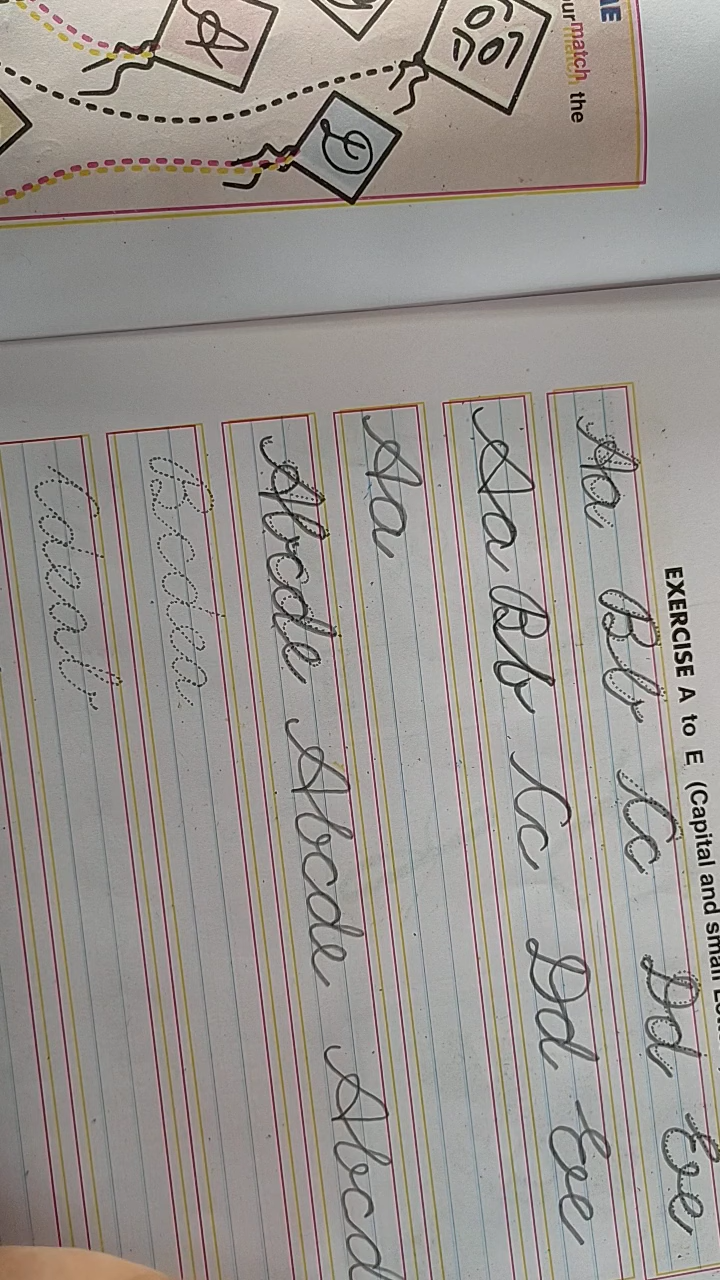 match the
EXERCISE A to E (Capital and small
Aa Bb Cc Dd Ee
Aa Bb Cc Dd Ee
Aa
Abcde Abcde Abcd
Bcdea
Cdeab